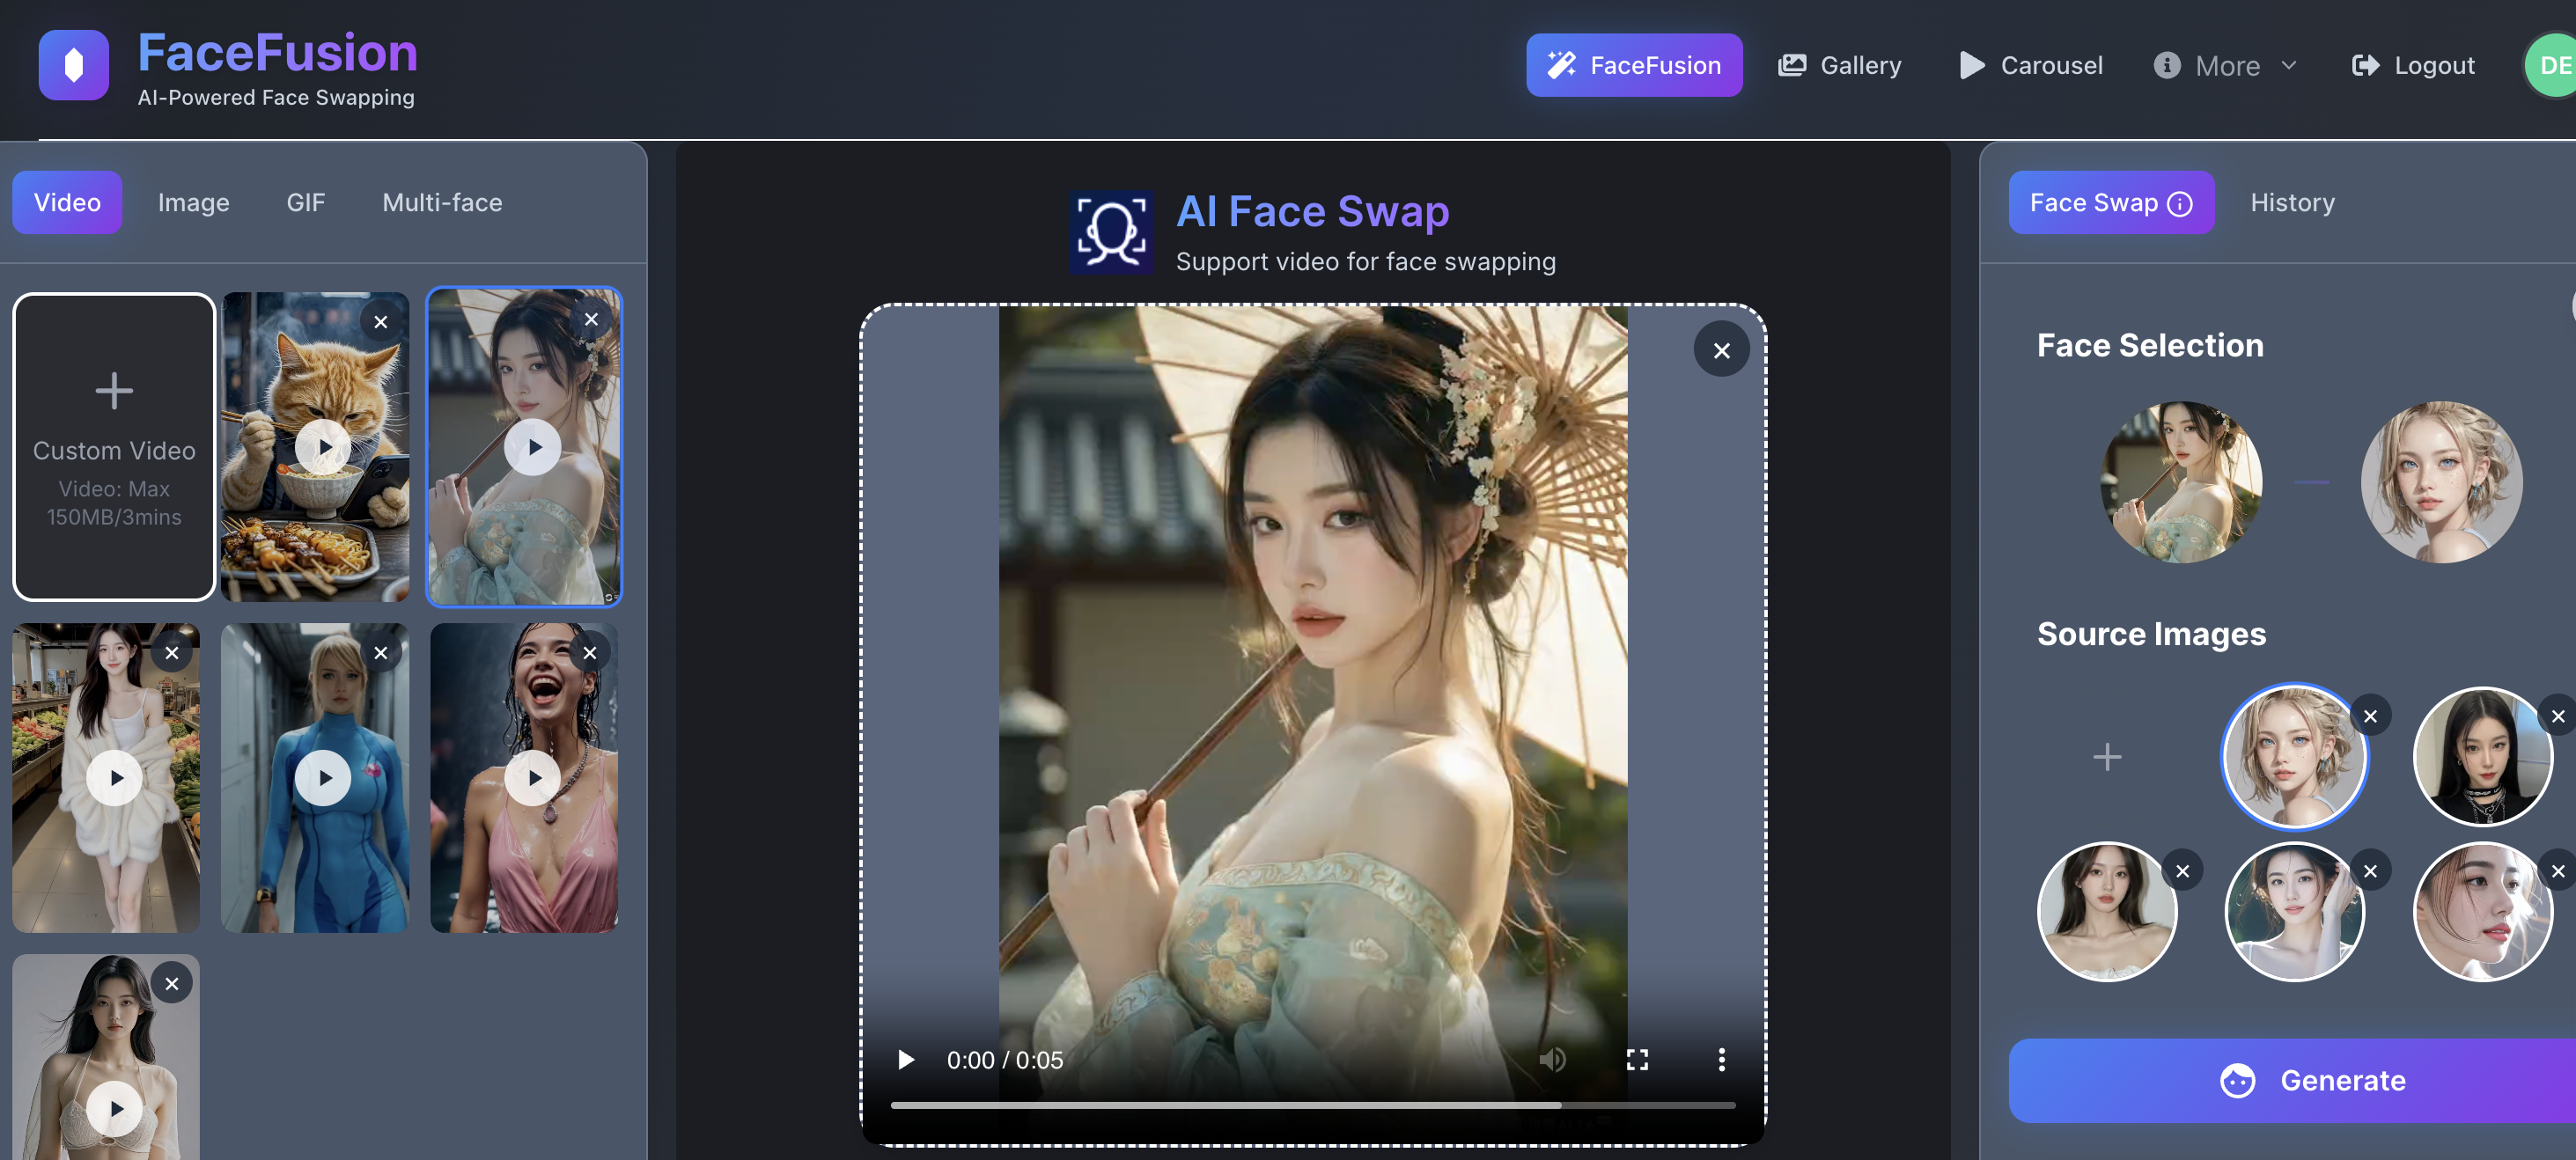 FaceFusion
AI-Powered Face Swapping
FaceFusion
Gallery
Carousel
More
Logout
DE
Video
Image
GIF
Multi-face
Custom Video
Video: Max
150MB/3mins
AI Face Swap
Support video for face swapping
0:00 / 0:05
Face Swap
History
Face Selection
Source Images
Generate